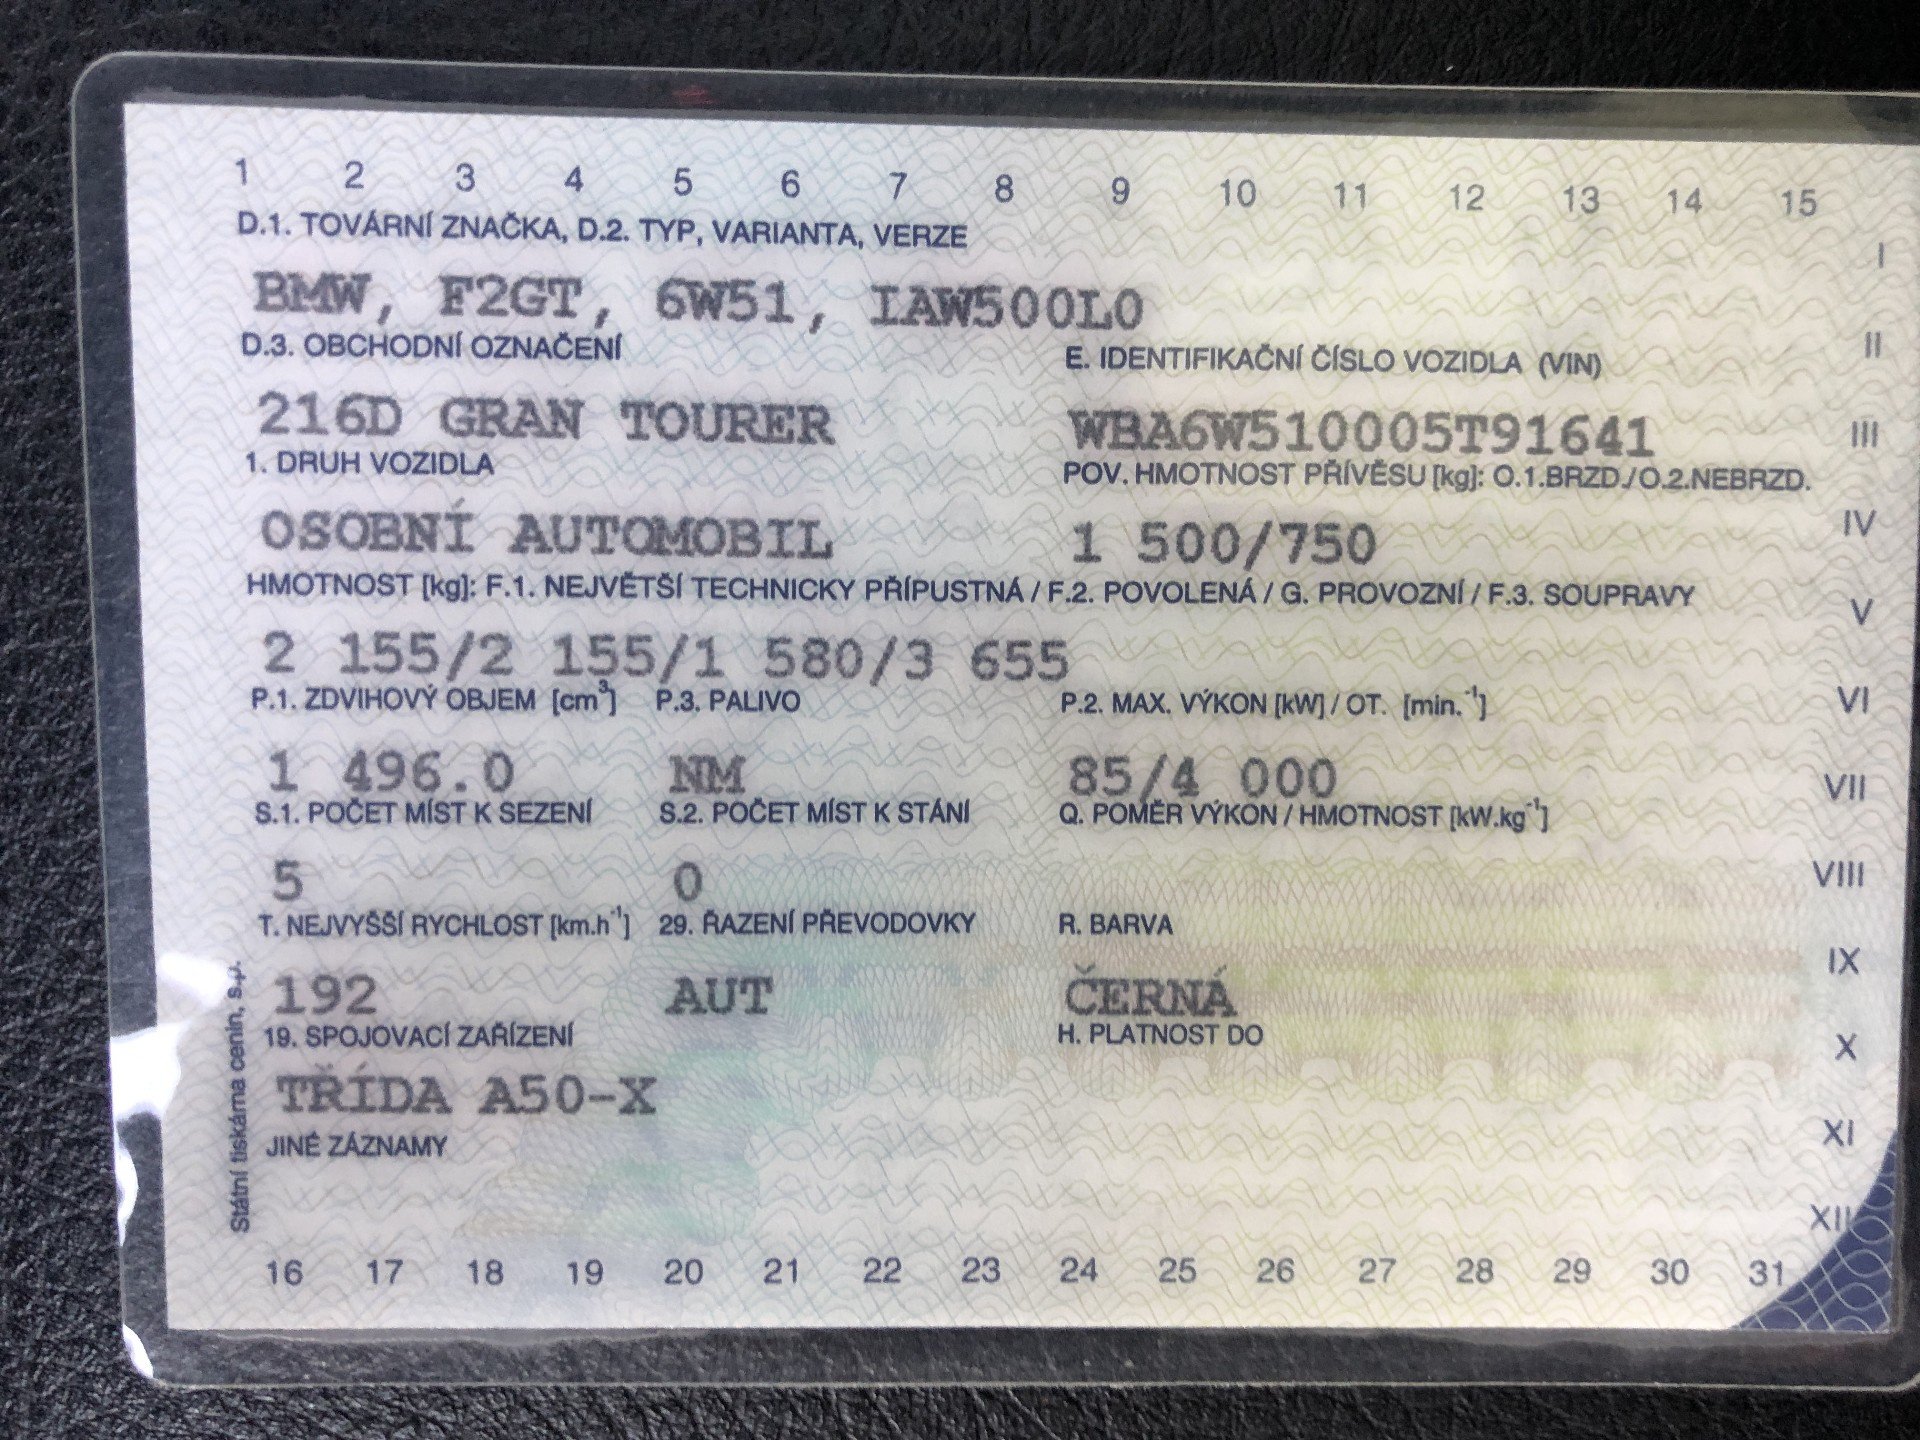 1 2 3 4 5 6 7 8 9 10 11 12 13 14 15
D.1. TOVÁRNÍ ZNAČKA, D.2. TYP, VARIANTA, VERZE
I
BMW, F2GT, 6W51, IAW500L0
D.3. OBCHODNÍ OZNAČENÍ E. IDENTIFIKAČNÍ ČÍSLO VOZIDLA (VIN)
II
216D GRAN TOURER WBA6W510005T91641
III
1. DRUH VOZIDLA POV. HMOTNOST PŘÍVĚSU [kg]: O.1.BRZD./O.2.NEBRZD.
OSOBNÍ AUTOMOBIL 1 500/750
IV
HMOTNOST [kg]: F.1. NEJVĚTŠÍ TECHNICKY PŘÍPUSTNÁ / F.2. POVOLENÁ / G. PROVOZNÍ / F.3. SOUPRAVY
V
2 155/2 155/1 580/3 655
P.1. ZDVIHOVÝ OBJEM [cm³] P.3. PALIVO P.2. MAX. VÝKON [kW] / OT. [min.⁻¹]
VI
1 496.0 NM 85/4 000
VII
S.1. POČET MÍST K SEZENÍ S.2. POČET MÍST K STÁNÍ Q. POMĚR VÝKON / HMOTNOST [kW.kg⁻¹]
5 0
VIII
T. NEJVYŠŠÍ RYCHLOST [km.h⁻¹] 29. ŘAZENÍ PŘEVODOVKY R. BARVA
IX
192 AUT ČERNÁ
19. SPOJOVACÍ ZAŘÍZENÍ H. PLATNOST DO
X
TŘÍDA A50-X
XI
JINÉ ZÁZNAMY
XII
Státní tiskárna cenin, s.p.
16 17 18 19 20 21 22 23 24 25 26 27 28 29 30 31